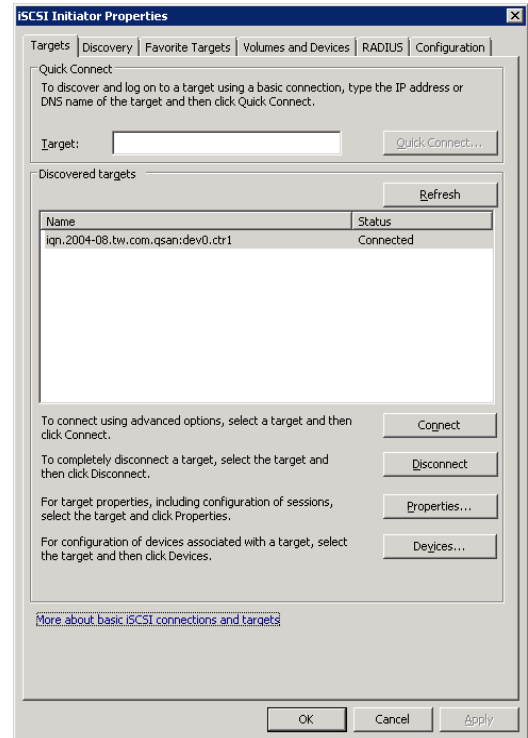 iSCSI Initiator Properties
Targets Discovery Favorite Targets Volumes and Devices RADIUS Configuration
Quick Connect
To discover and log on to a target using a basic connection, type the IP address or
DNS name of the target and then click Quick Connect.
Target: Quick Connect...
Discovered targets
Refresh
Name Status
iqn.2004-08.tw.com.qsan:dev0.ctr1 Connected
To connect using advanced options, select a target and then
click Connect.
Connect
To completely disconnect a target, select the target and
then click Disconnect.
Disconnect
For target properties, including configuration of sessions,
select the target and click Properties.
Properties...
For configuration of devices associated with a target, select
the target and then click Devices.
Devices...
More about basic iSCSI connections and targets
OK Cancel Apply